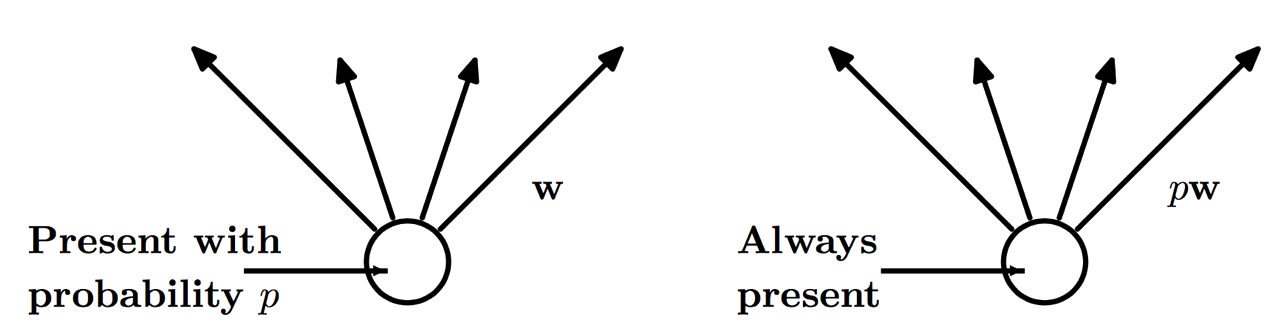 Present with
probability p
w
Always
present
pw